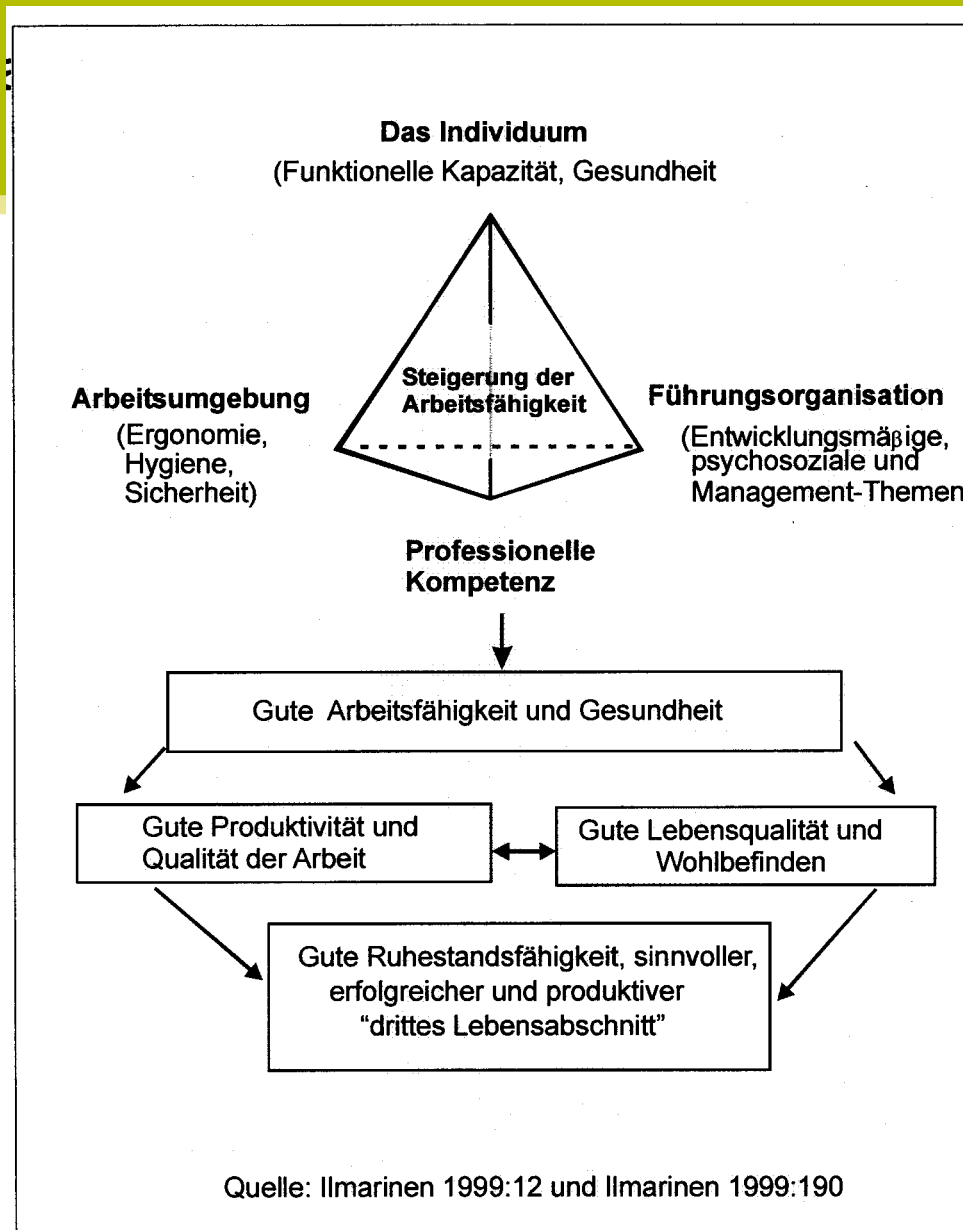 Das Individuum
(Funktionelle Kapazität, Gesundheit
Steigerung der
Arbeitsfähigkeit
Arbeitsumgebung
(Ergonomie,
Hygiene,
Sicherheit)
Führungsorganisation
(Entwicklungsmäßige,
psychosoziale und
Management-Themen
Professionelle
Kompetenz
Gute Arbeitsfähigkeit und Gesundheit
Gute Produktivität und
Qualität der Arbeit
Gute Lebensqualität und
Wohlbefinden
Gute Ruhestandsfähigkeit, sinnvoller,
erfolgreicher und produktiver
“drittes Lebensabschnitt”
Quelle: Ilmarinen 1999:12 und Ilmarinen 1999:190